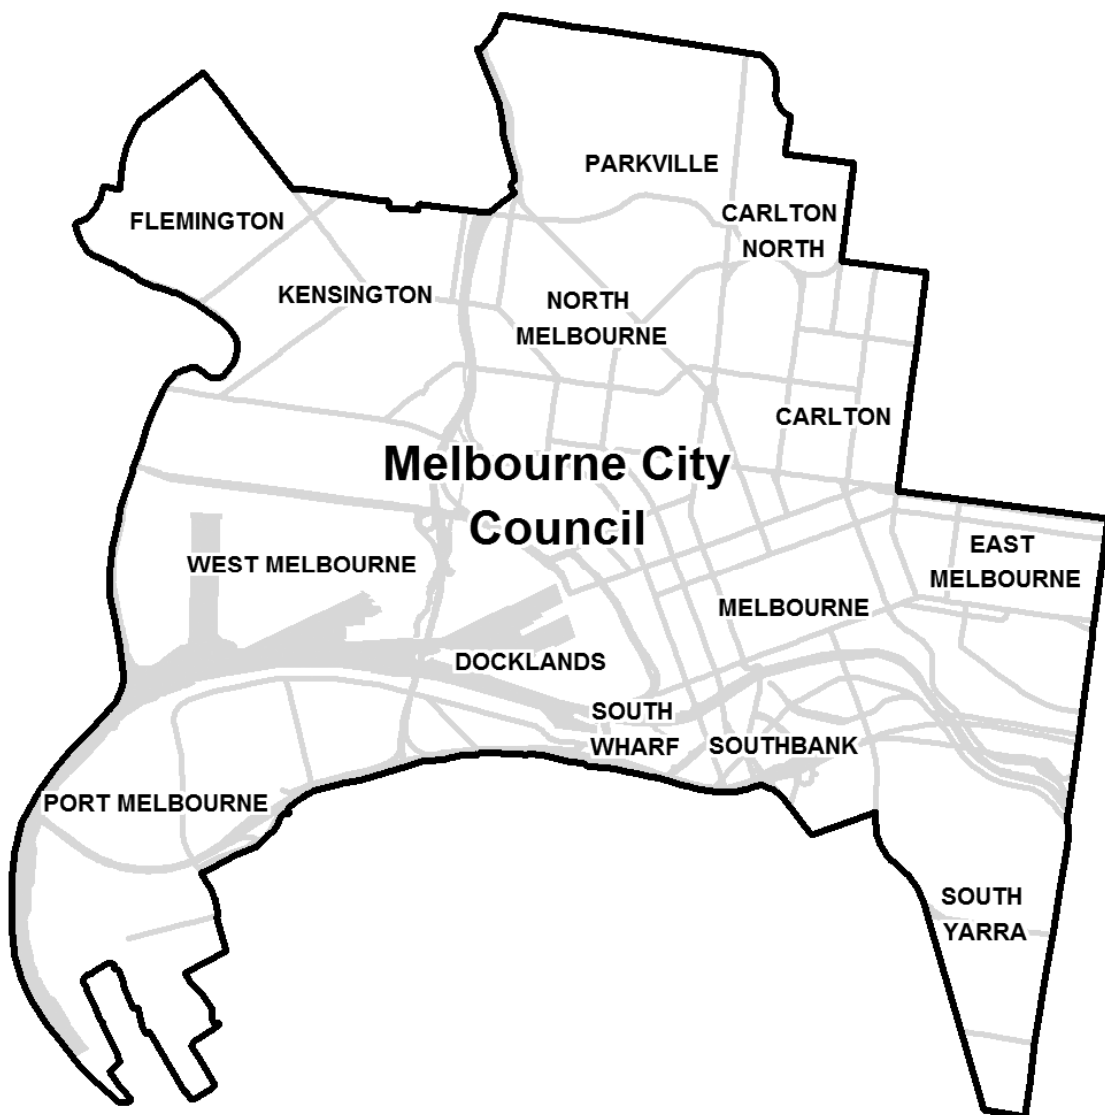 PARKVILLE
FLEMINGTON
CARLTON
NORTH
KENSINGTON
NORTH
MELBOURNE
CARLTON
Melbourne City
Council
WEST MELBOURNE
EAST
MELBOURNE
MELBOURNE
DOCKLANDS
SOUTH
WHARF
SOUTHBANK
PORT MELBOURNE
SOUTH
YARRA